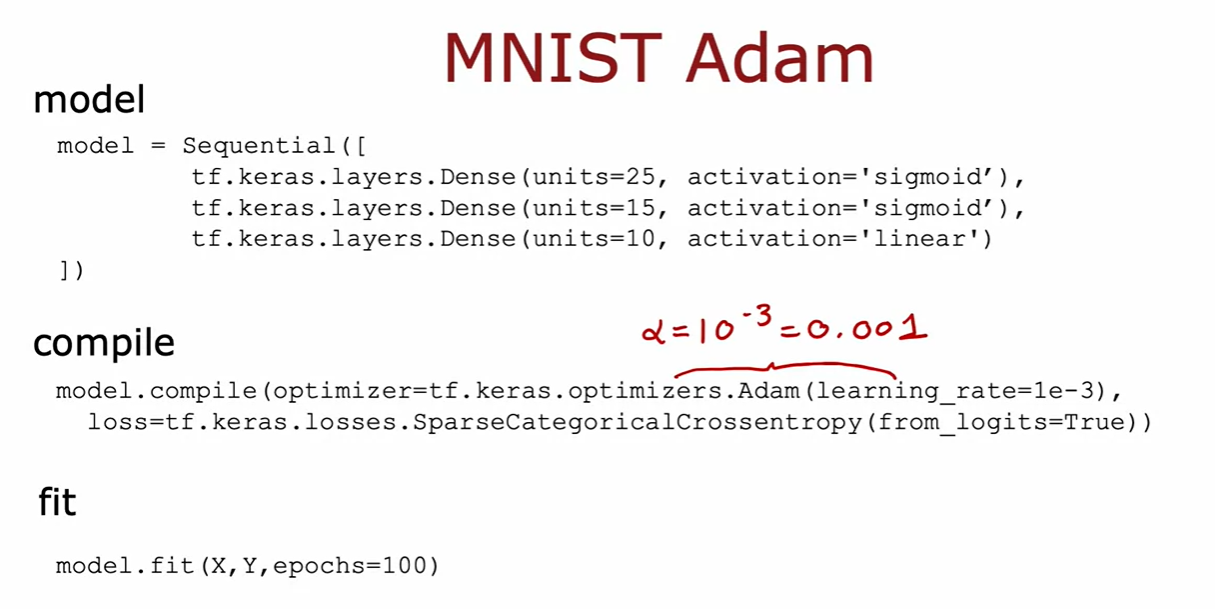 MNIST Adam
model
model = Sequential([
tf.keras.layers.Dense(units=25, activation='sigmoid’),
tf.keras.layers.Dense(units=15, activation='sigmoid’),
tf.keras.layers.Dense(units=10, activation='linear')
])
α=10⁻³=0.001
compile
model.compile(optimizer=tf.keras.optimizers.Adam(learning_rate=1e-3),
loss=tf.keras.losses.SparseCategoricalCrossentropy(from_logits=True))
fit
model.fit(X,Y,epochs=100)